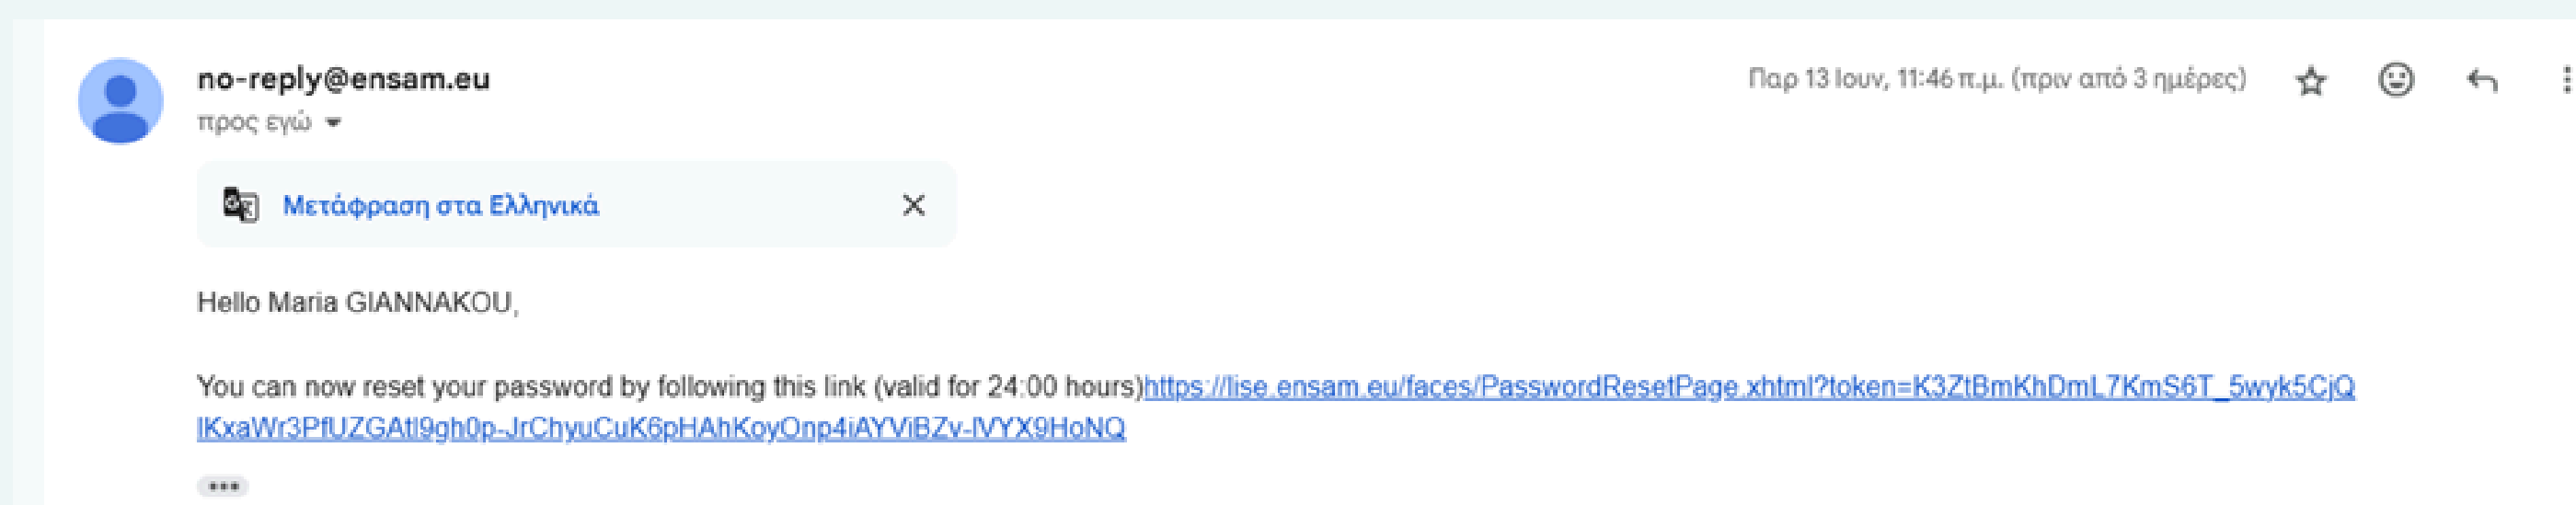 no-reply@ensam.eu
Παρ 13 Ιουν, 11:46 π.μ. (πριν από 3 ημέρες)
προς εγώ
Μετάφραση στα Ελληνικά
Hello Maria GIANNAKOU,
You can now reset your password by following this link (valid for 24:00 hours)https://lise.ensam.eu/faces/PasswordResetPage.xhtml?token=K3ZtBmKhDmL7KmS6T_5wyk5CjQ
lKxaWr3PfUZGAtl9gh0p-JrChyuCuK6pHAhKoyOnp4iAYViBZv-lVYX9HoNQ